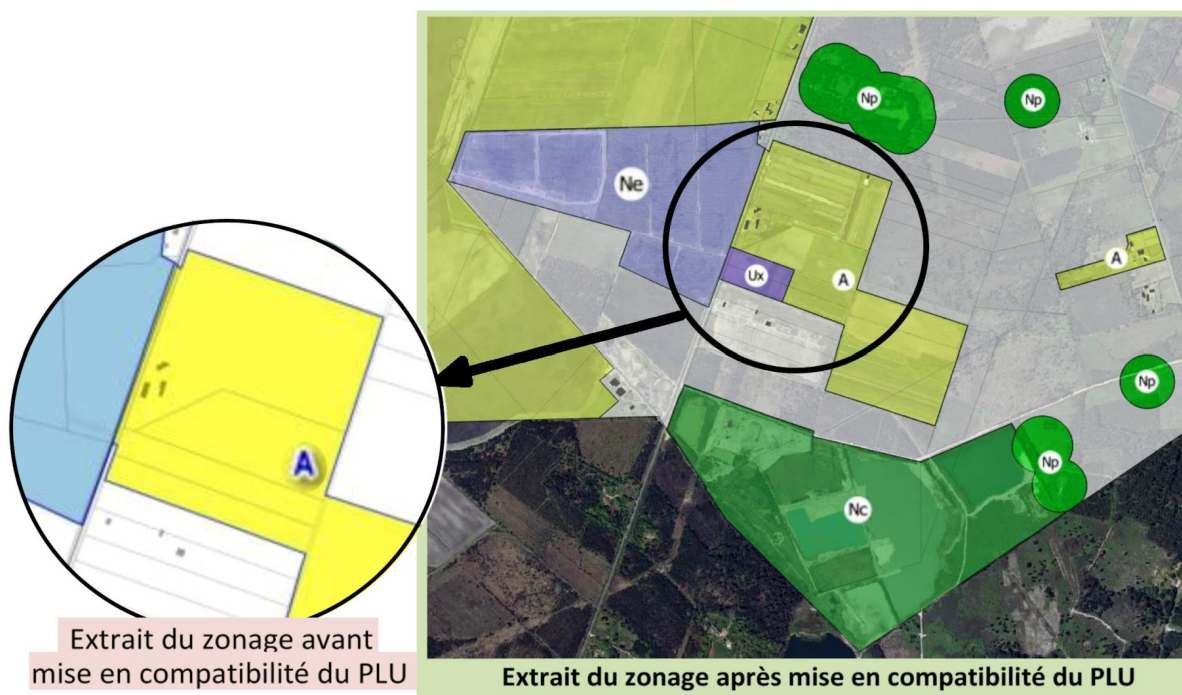 Np
Np
Ne
A
Ux
A
A
Np
Np
Nc
Extrait du zonage avant
mise en compatibilité du PLU
Extrait du zonage après mise en compatibilité du PLU